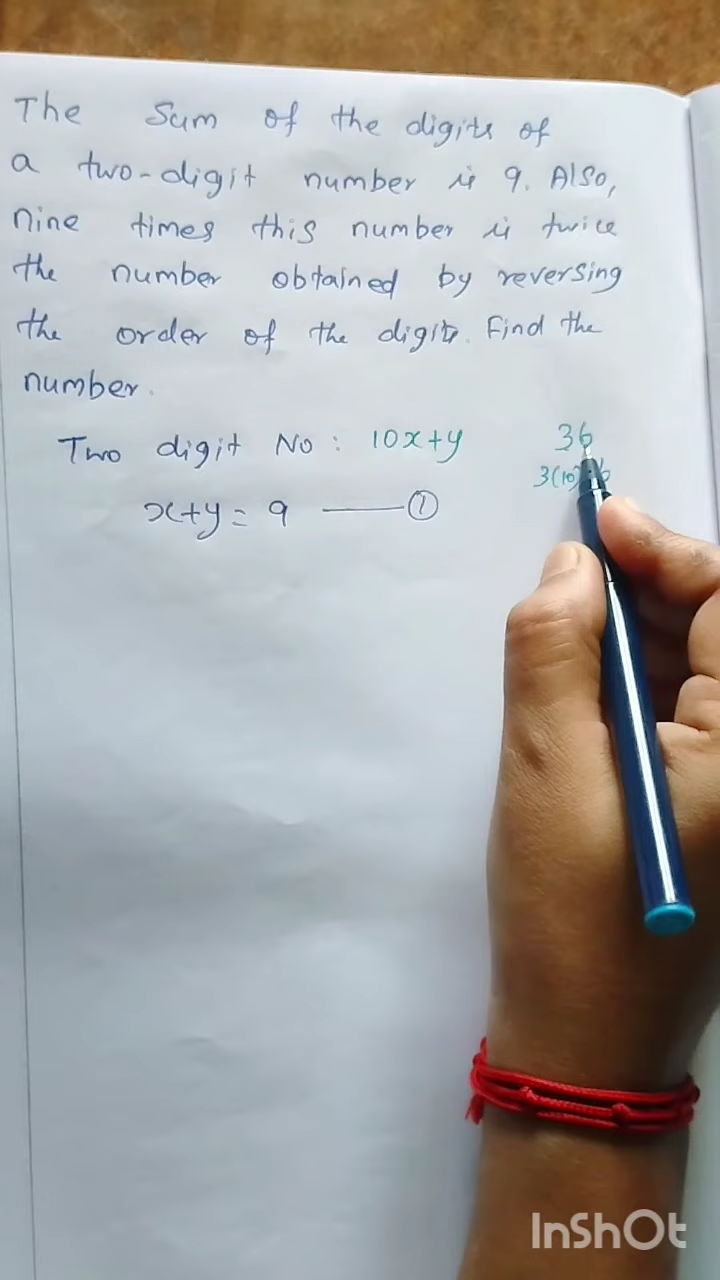 The Sum of the digits of
a two-digit number is 9. Also,
nine times this number is twice
the number obtained by reversing
the order of the digits. Find the
number.
Two digit No: 10x+y
36
3(10)
x+y = 9 ——①
InShOt